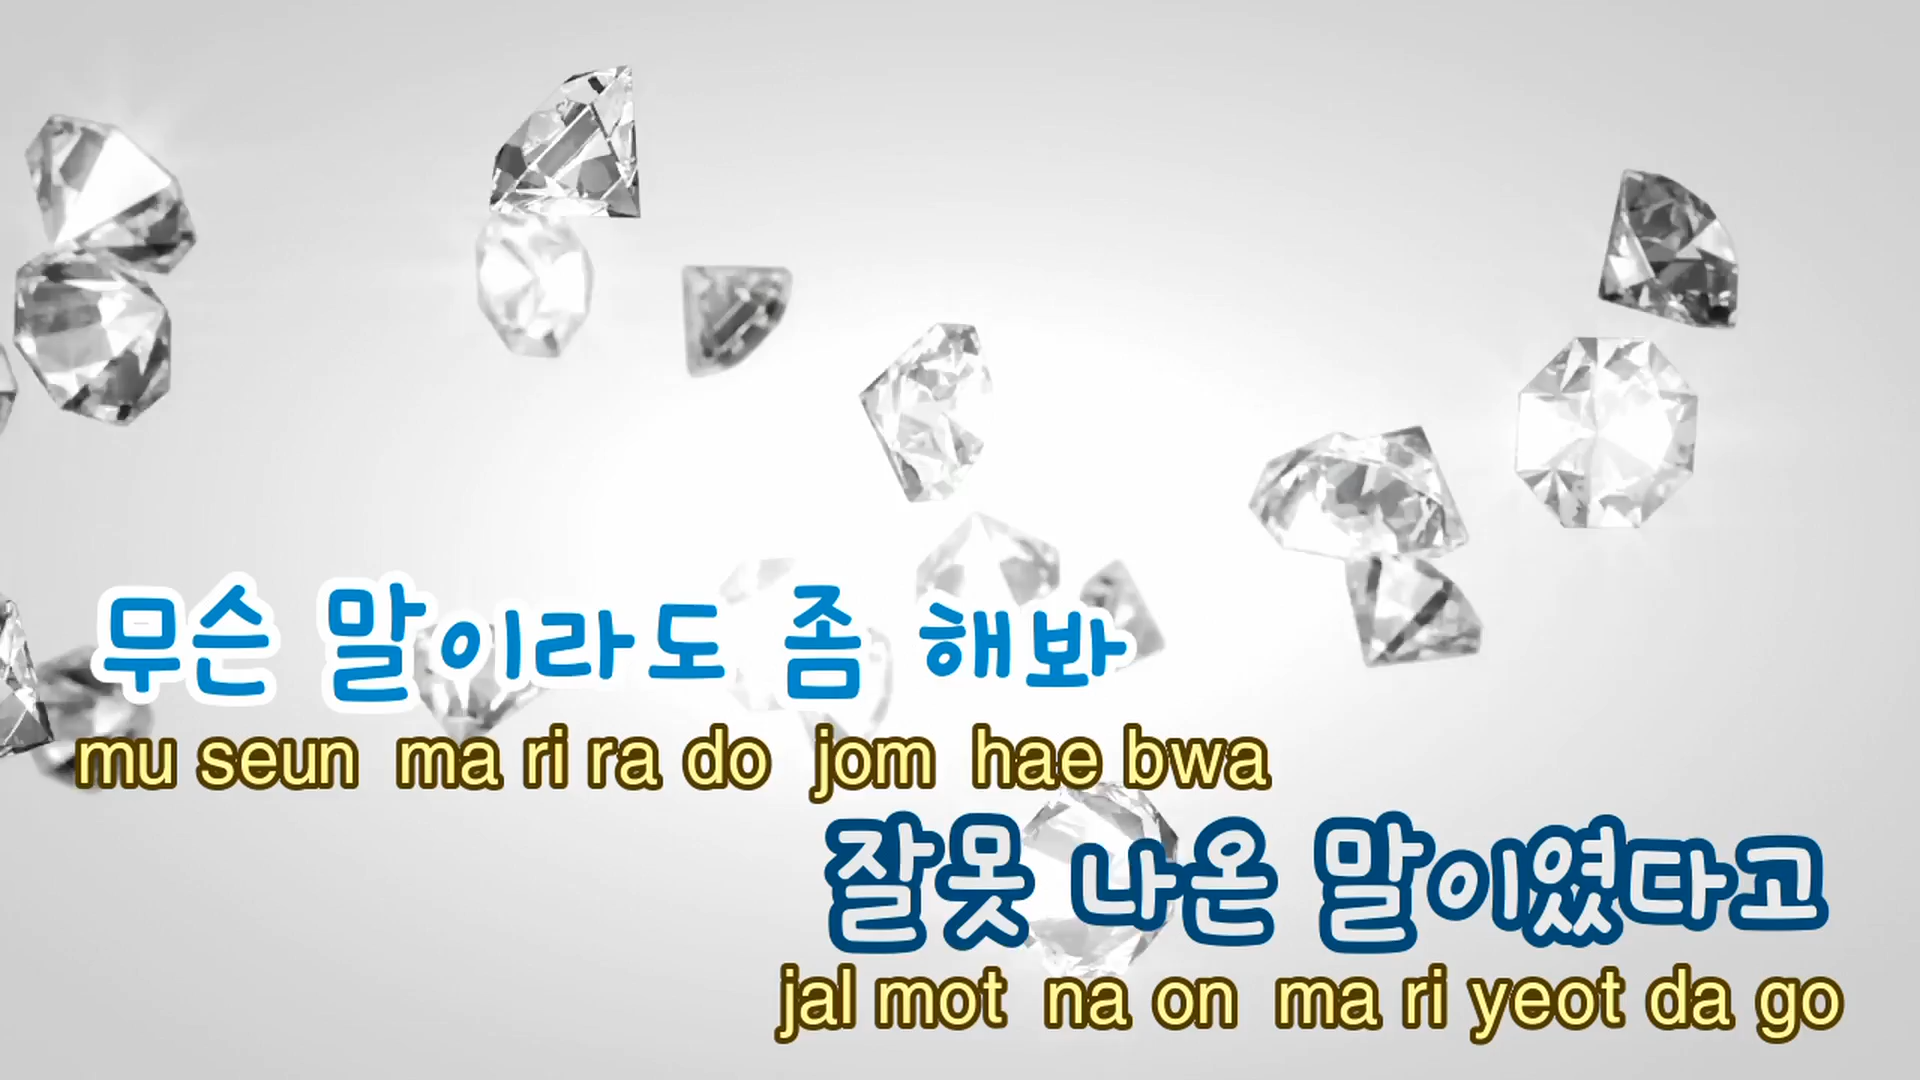 무슨 말이라도 좀 해봐
mu seun ma ri ra do jom hae bwa
잘못 나온 말이였다고
jal mot na on ma ri yeot da go